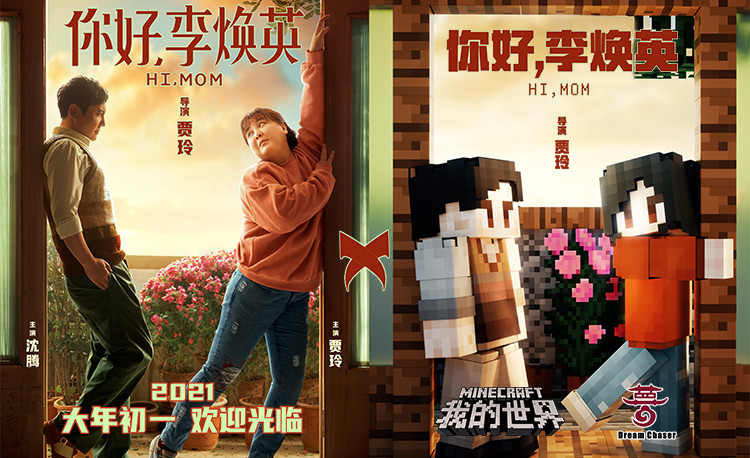 你好,李焕英
HI,MOM
导演
贾玲
主演
沈腾
主演
贾玲
2021
大年初一 欢迎光临
你好,李焕英
HI,MOM
导演
贾玲
MINECRAFT
我的世界
Dream Chaser